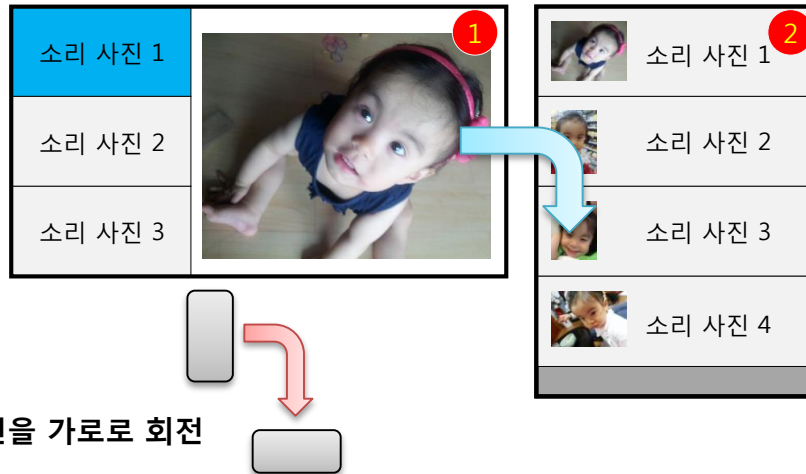 소리 사진 1
소리 사진 2
소리 사진 3
1
소리 사진 1
2
소리 사진 2
소리 사진 3
소리 사진 4
가로로 회전